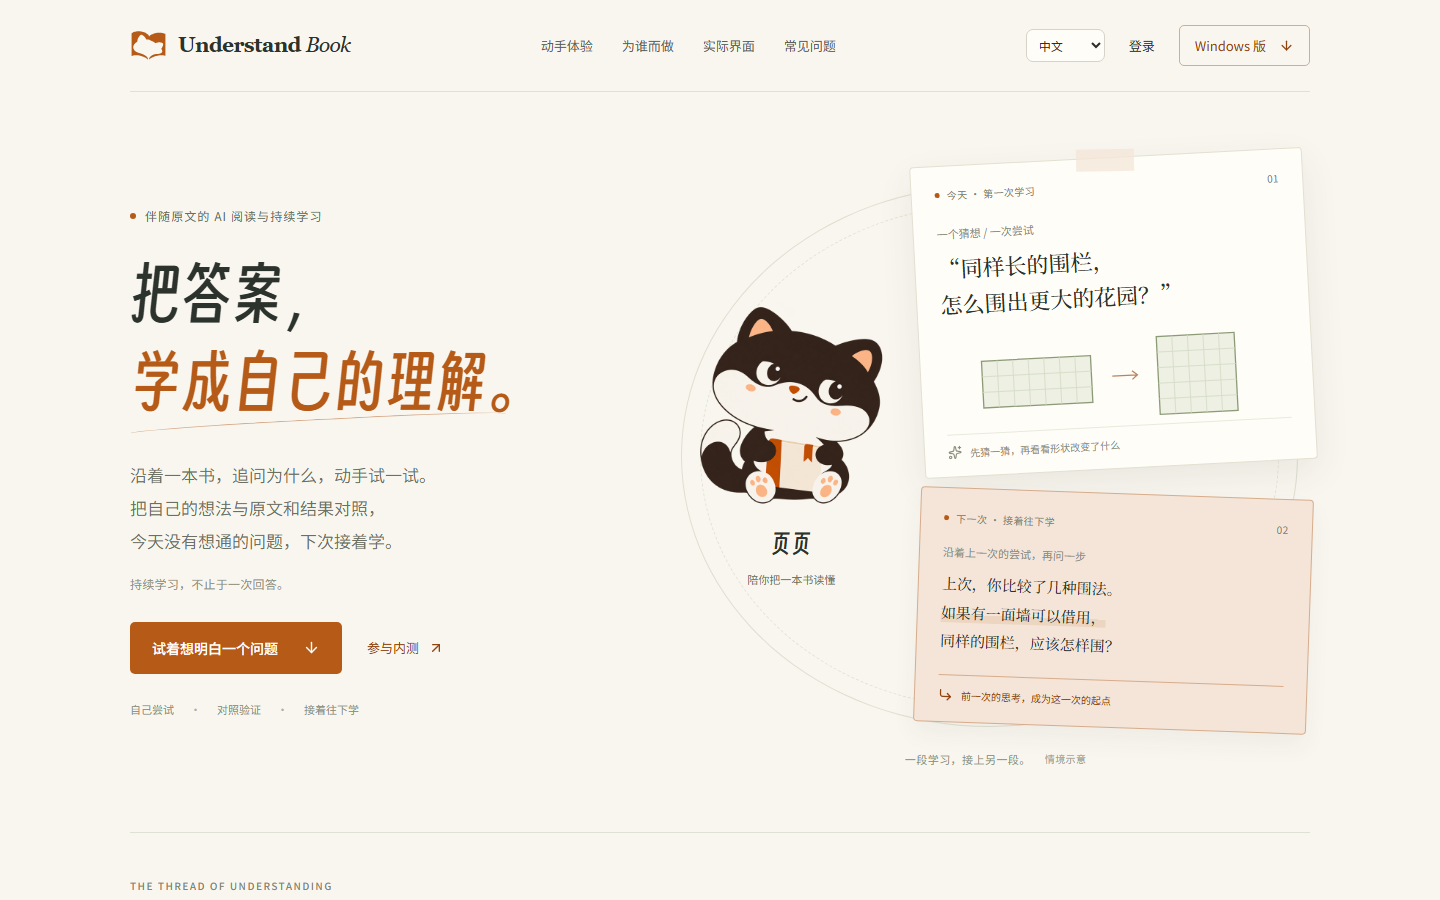 Understand Book
动手体验
为谁而做
实际界面
常见问题
中文
登录
Windows 版
伴随原文的 AI 阅读与持续学习
把答案，
学成自己的理解。
沿着一本书，追问为什么，动手试一试。
把自己的想法与原文和结果对照，
今天没有想通的问题，下次接着学。
持续学习，不止于一次回答。
试着想明白一个问题
参与内测
自己尝试 • 对照验证 • 接着往下学
页页
陪你把一本书读懂
今天 · 第一次学习
01
一个猜想 / 一次尝试
“同样长的围栏，
怎么围出更大的花园？”
先猜一猜，再看看形状改变了什么
下一次 · 接着往下学
02
沿着上一次的尝试，再问一步
上次，你比较了几种围法。
如果有一面墙可以借用，
同样的围栏，应该怎样围？
前一次的思考，成为这一次的起点
一段学习，接上另一段。
情境示意
THE THREAD OF UNDERSTANDING